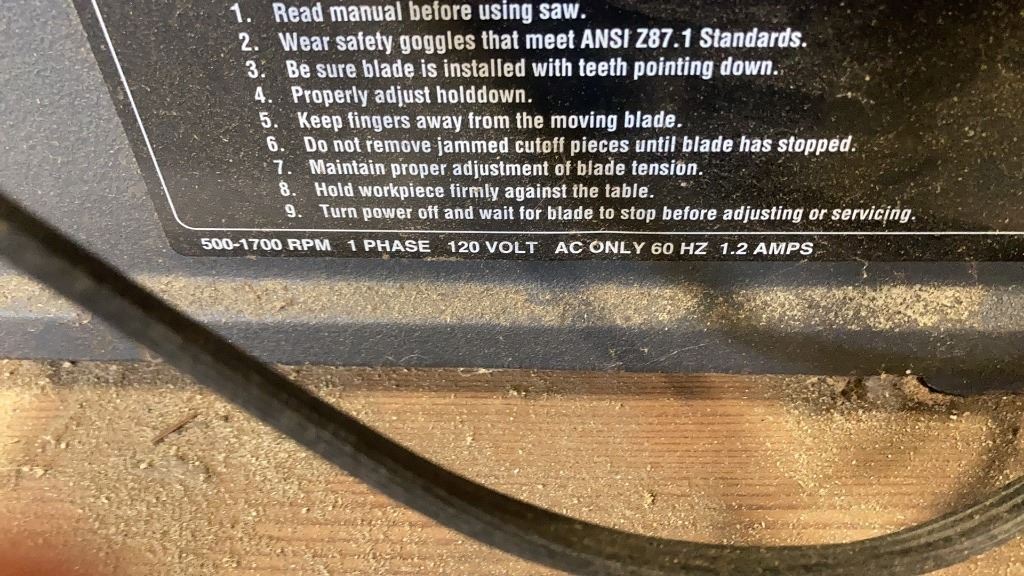 1. Read manual before using saw.
2. Wear safety goggles that meet ANSI Z87.1 Standards.
3. Be sure blade is installed with teeth pointing down.
4. Properly adjust holddown.
5. Keep fingers away from the moving blade.
6. Do not remove jammed cutoff pieces until blade has stopped.
7. Maintain proper adjustment of blade tension.
8. Hold workpiece firmly against the table.
9. Turn power off and wait for blade to stop before adjusting or servicing.
500-1700 RPM 1 PHASE 120 VOLT AC ONLY 60 HZ 1.2 AMPS